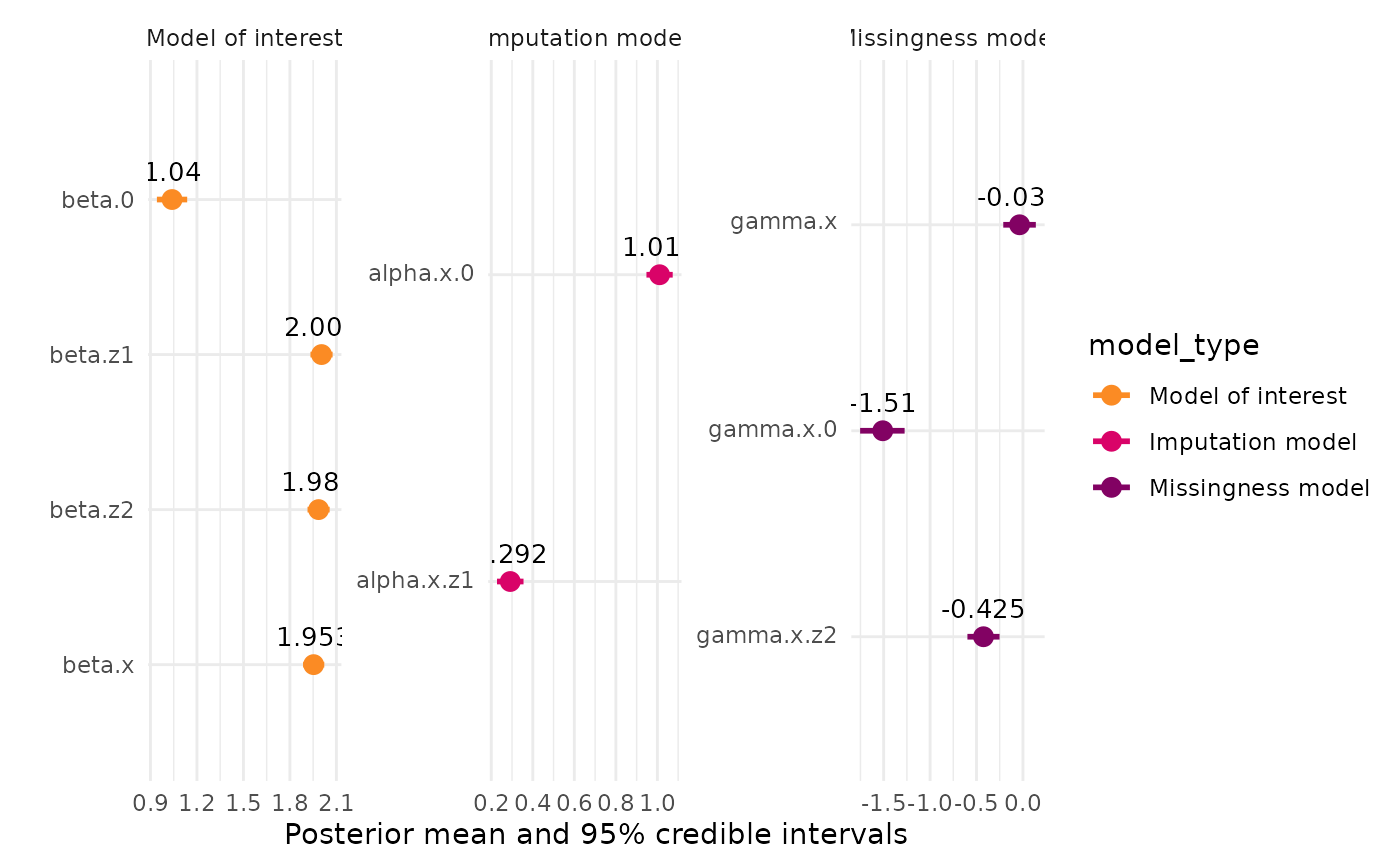 Model of interest
mputation mode
lissingness mode
beta.0
1.04
beta.z1
2.00
beta.z2
1.98
beta.x
1.953
alpha.x.0
1.01
alpha.x.z1
.292
gamma.x
-0.03
gamma.x.0
-1.51
gamma.x.z2
-0.425
0.9 1.2 1.5 1.8 2.1
0.2 0.4 0.6 0.8 1.0
-1.5 -1.0 -0.5 0.0
Posterior mean and 95% credible intervals
model_type
Model of interest
Imputation model
Missingness model